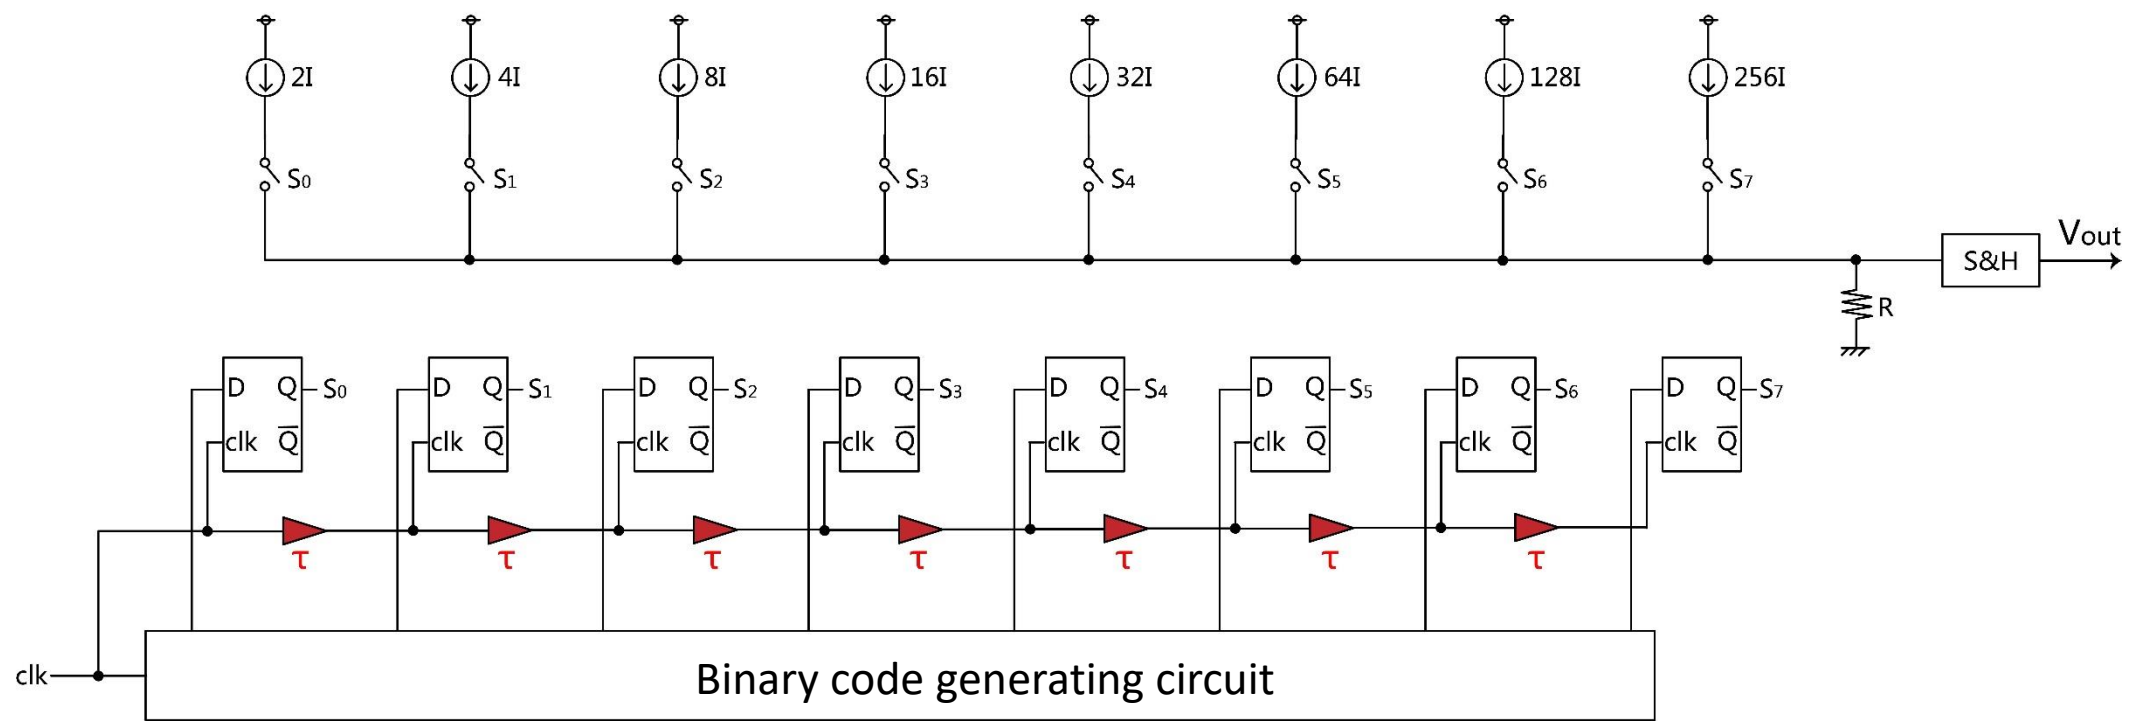 2I 4I 8I 16I 32I 64I 128I 256I
S0 S1 S2 S3 S4 S5 S6 S7
Vout
S&H
R
D Q S0 D Q S1 D Q S2 D Q S3 D Q S4 D Q S5 D Q S6 D Q S7
clk Q̅ clk Q̅ clk Q̅ clk Q̅ clk Q̅ clk Q̅ clk Q̅ clk Q̅
τ τ τ τ τ τ τ
clk
Binary code generating circuit